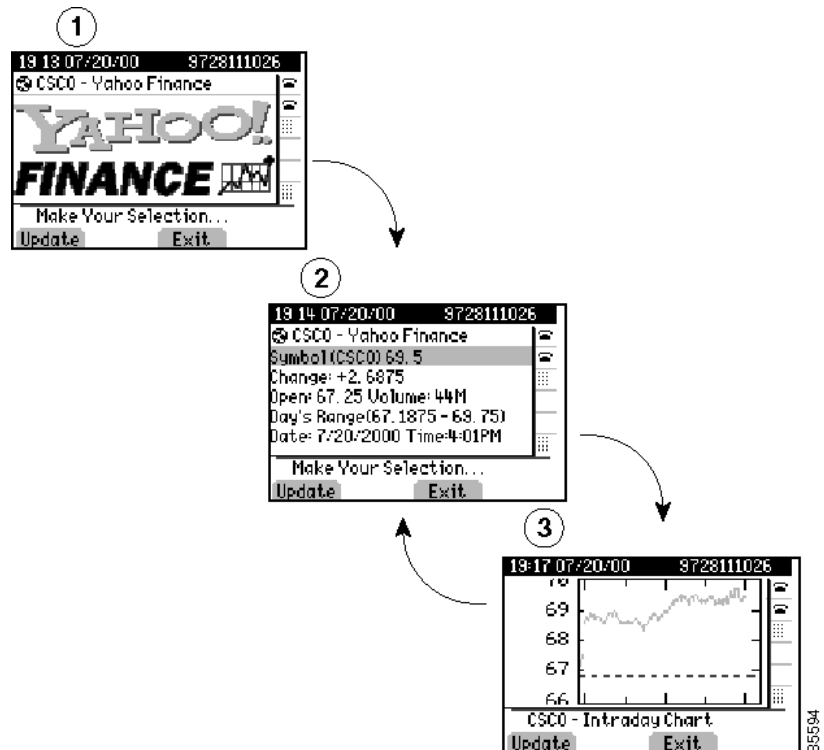 1
19 13 07/20/00 9728111026
CSCO - Yahoo Finance
YAHOO!
FINANCE
Make Your Selection...
Update Exit
2
19 14 07/20/00 9728111026
CSCO - Yahoo Finance
Symbol (CSCO) 69.5
Change: +2.6875
Open: 67.25 Volume: 44M
Day's Range(67.1875 - 69.75)
Date: 7/20/2000 Time:4:01PM
Make Your Selection...
Update Exit
3
19:17 07/20/00 9728111026
70
69
68
67
66
CSCO - Intraday Chart
Update Exit